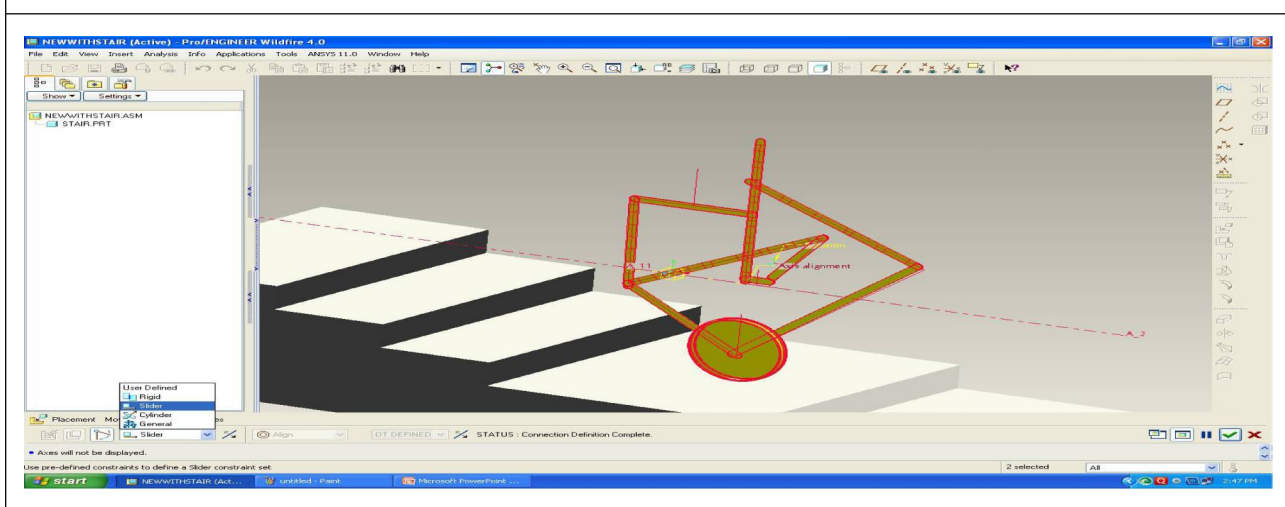 NEWWITHSTAIR (Active) - Pro/ENGINEER Wildfire 4.0
File Edit View Insert Analysis Info Applications Tools ANSYS 11.0 Window Help
Show Settings
NEWWITHSTAIR.ASM
STAIR.PRT
A_11
Axis alignment
A_2
User Defined
Rigid
Slider
Cylinder
General
Placement
Slider Align STATUS : Connection Definition Complete.
• Axes will not be displayed.
Use pre-defined constraints to define a Slider constraint set
2 selected All
start NEWWITHSTAIR (Act... untitled - Paint Microsoft PowerPoint ... 2:47 PM